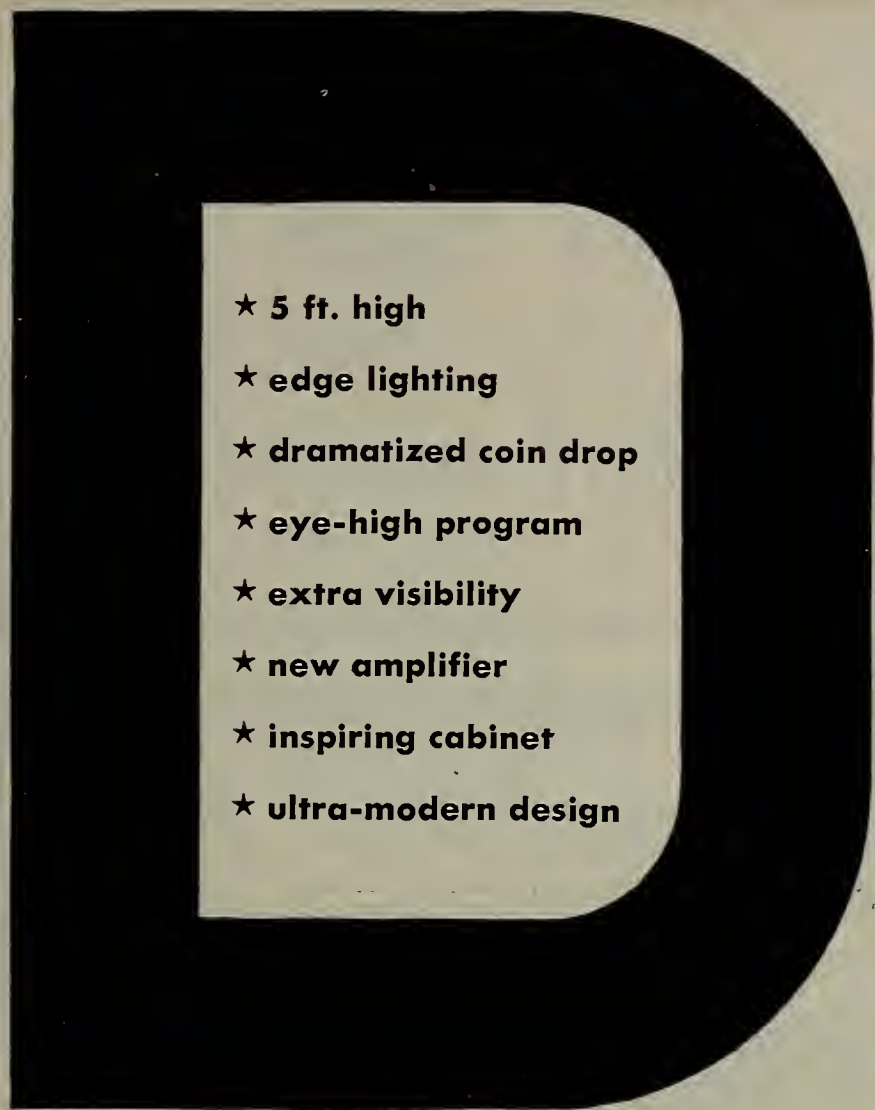 D
★ 5 ft. high
★ edge lighting
★ dramatized coin drop
★ eye-high program
★ extra visibility
★ new amplifier
★ inspiring cabinet
★ ultra-modern design